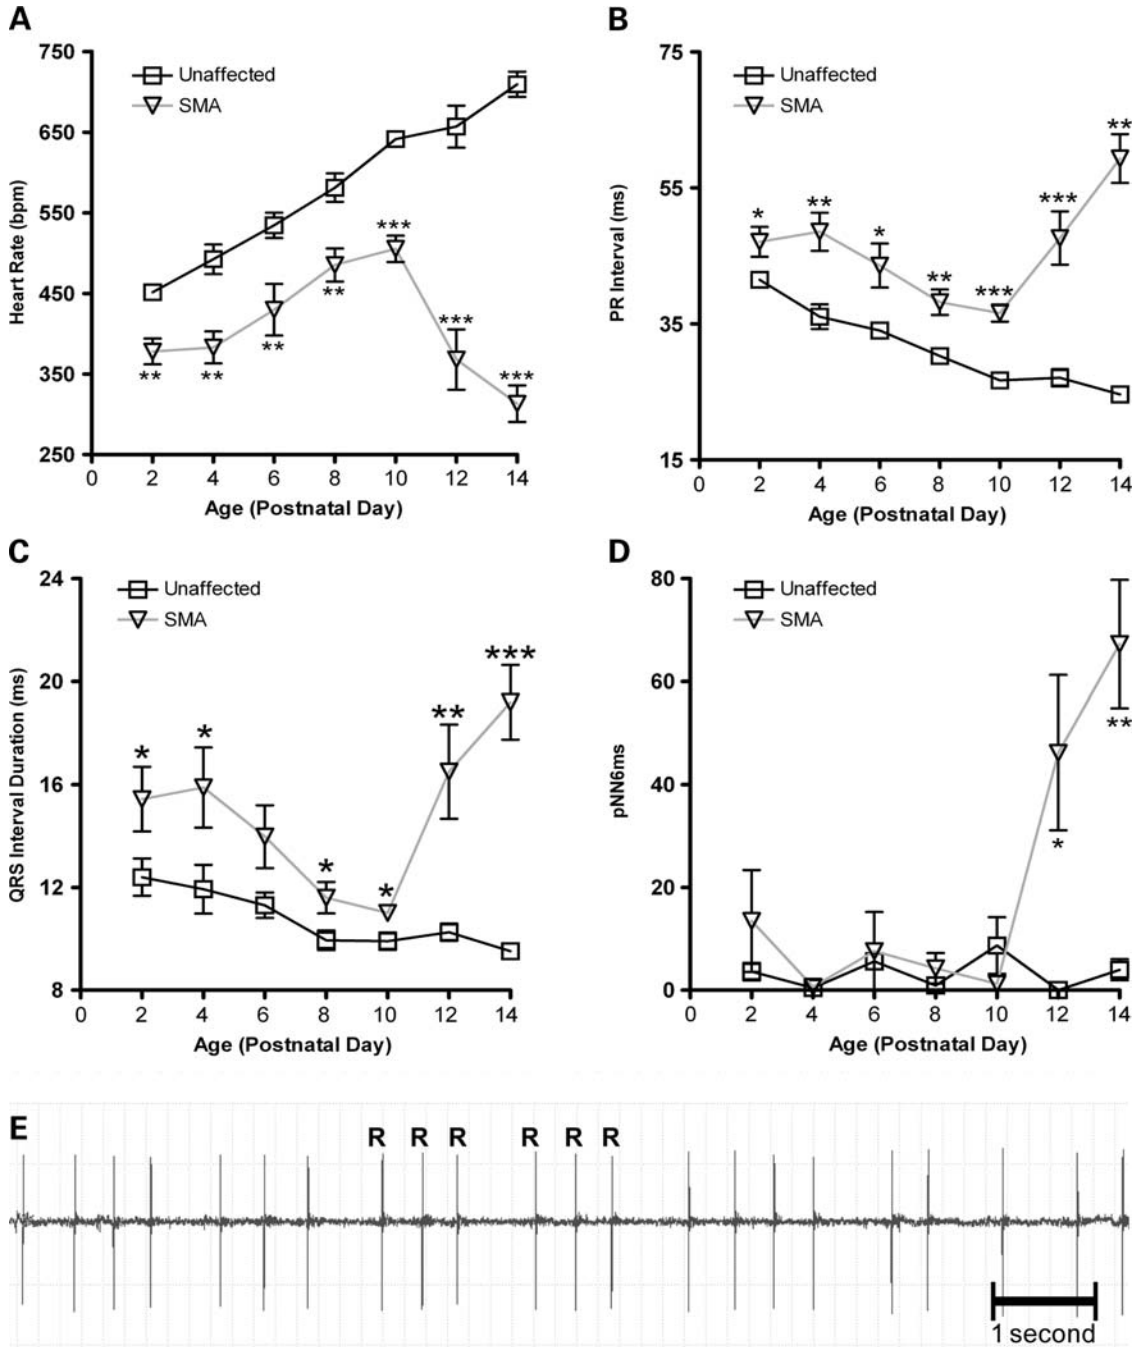 A
750
650
550
450
350
250
Heart Rate (bpm)
Unaffected
SMA
**
**
**
**
***
***
***
0 2 4 6 8 10 12 14
Age (Postnatal Day)
B
75
55
35
15
PR Interval (ms)
Unaffected
SMA
*
**
*
**
***
***
**
0 2 4 6 8 10 12 14
Age (Postnatal Day)
C
24
20
16
12
8
QRS Interval Duration (ms)
Unaffected
SMA
*
*
*
*
**
***
0 2 4 6 8 10 12 14
Age (Postnatal Day)
D
80
60
40
20
0
pNN6ms
Unaffected
SMA
*
**
0 2 4 6 8 10 12 14
Age (Postnatal Day)
E
R R R R R R
1 second